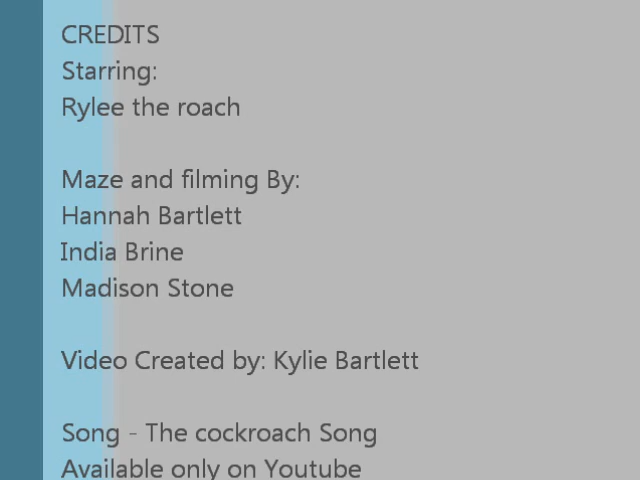 CREDITS
Starring:
Rylee the roach
Maze and filming By:
Hannah Bartlett
India Brine
Madison Stone
Video Created by: Kylie Bartlett
Song - The cockroach Song
Available only on Youtube